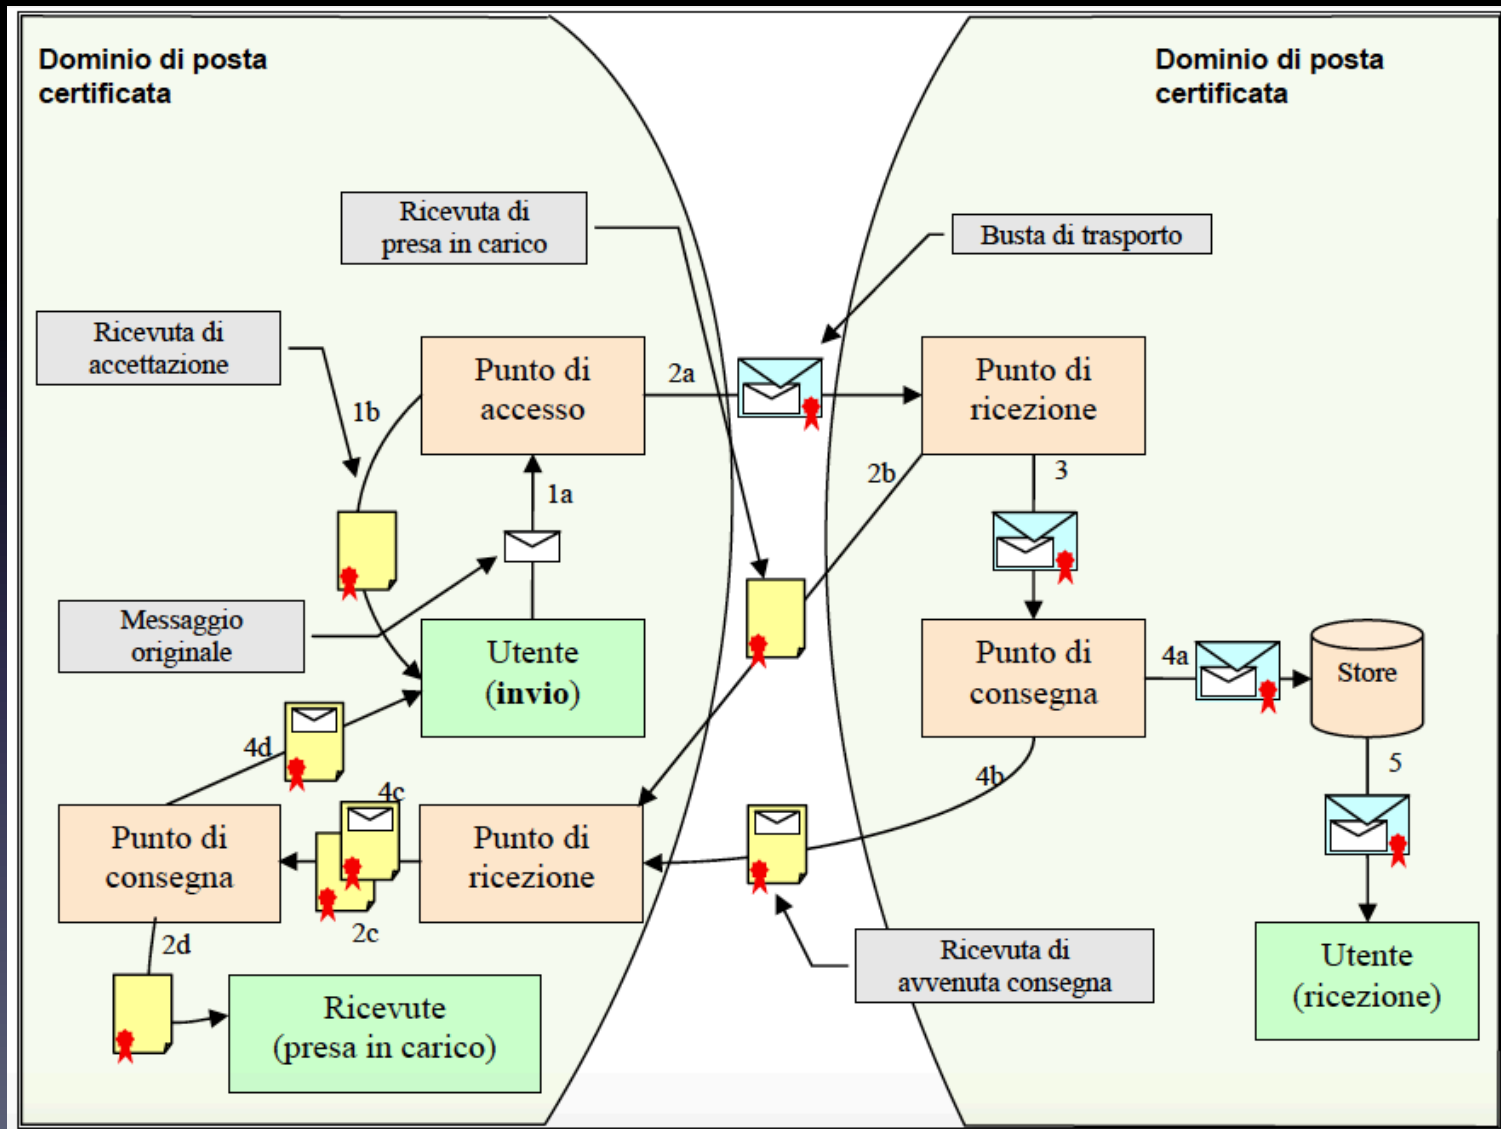 Dominio di posta
certificata
Dominio di posta
certificata
Ricevuta di
presa in carico
Busta di trasporto
Ricevuta di
accettazione
Punto di
accesso
2a
Punto di
ricezione
1b
1a
2b
3
Messaggio
originale
Utente
(invio)
Punto di
consegna
4a
Store
4d
4c
4b
5
Punto di
consegna
Punto di
ricezione
2c
2d
Ricevuta di
avvenuta consegna
Utente
(ricezione)
Ricevute
(presa in carico)